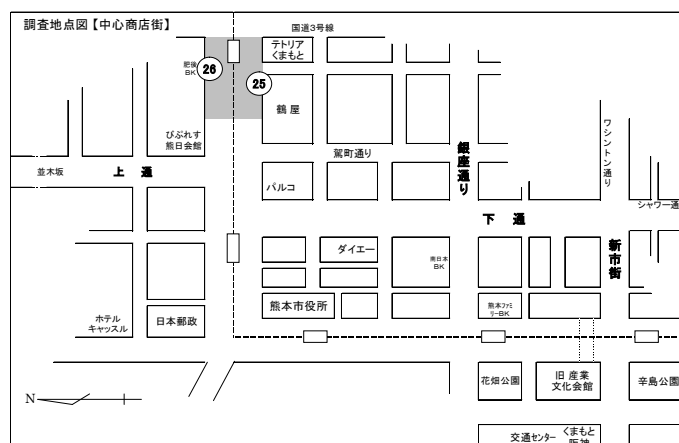 調査地点図【中心商店街】
国道3号線
テトリア
くまもと
肥後
BK
26
25
鶴屋
びぷれす
熊日会館
駕町通り
銀座通り
ワシントン通り
並木坂
上通
パルコ
シャワー通
下通
新市街
ダイエー
南日本
BK
熊本市役所
熊本ファミ
リーBK
ホテル
キャッスル
日本郵政
花畑公園
旧産業
文化会館
辛島公園
N
交通センター
くまもと
阪神